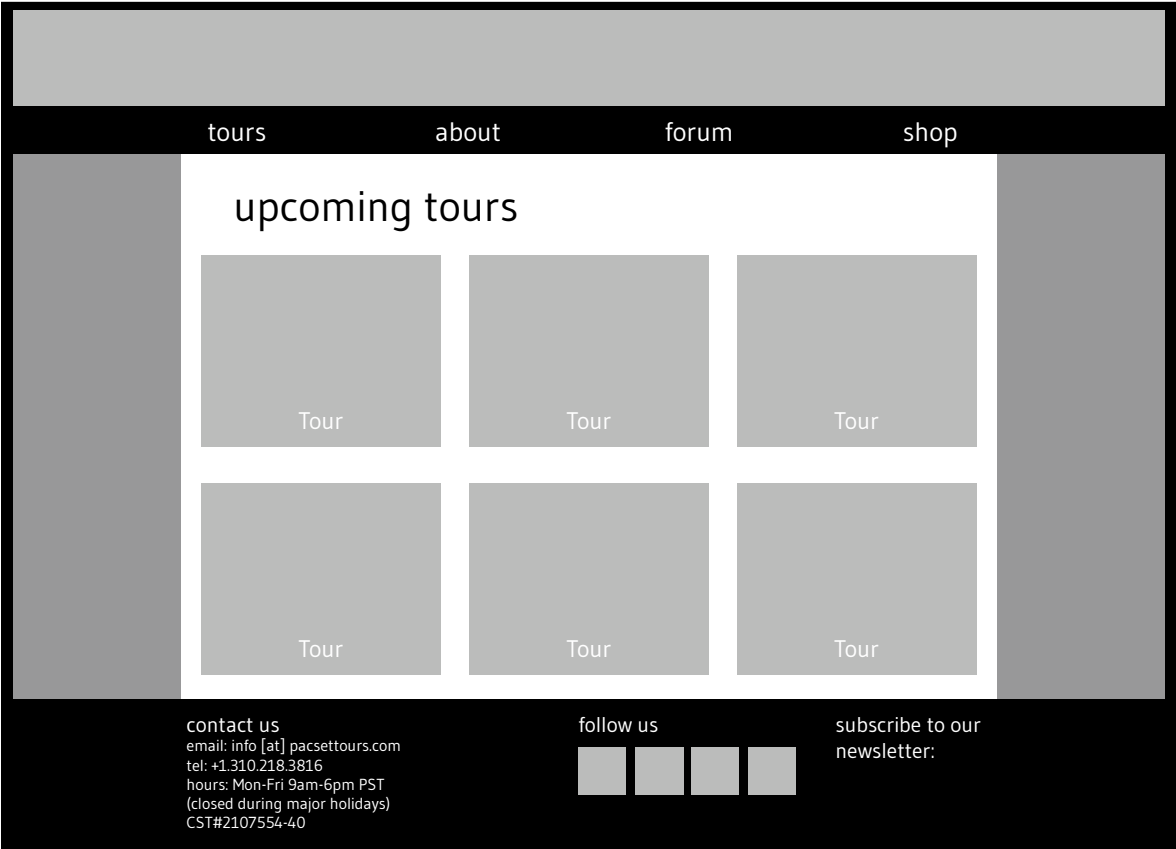 tours about forum shop
upcoming tours
Tour Tour Tour
Tour Tour Tour
contact us
email: info [at] pacsettours.com
tel: +1.310.218.3816
hours: Mon-Fri 9am-6pm PST
(closed during major holidays)
CST#2107554-40
follow us
subscribe to our
newsletter: